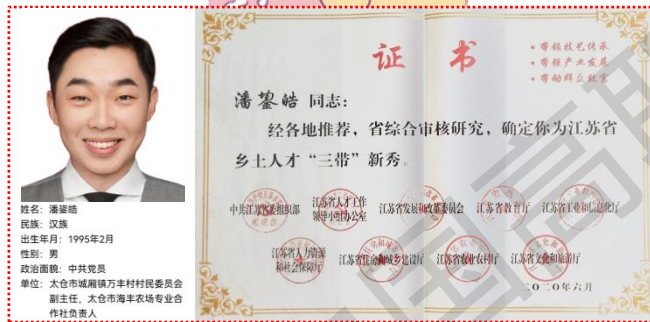 姓名：潘鋆皓
民族：汉族
出生年月：1995年2月
性别：男
政治面貌：中共党员
单位：太仓市城厢镇万丰村村民委员会
副主任，太仓市海丰农场专业合
作社负责人
证 书
• 带领技艺传承
• 带强产业发展
• 带动群众致富
潘鋆皓 同志：
经各地推荐，省综合审核研究，确定你为江苏省
乡土人才“三带”新秀。
中共江苏省委组织部 江苏省人才工作 江苏省发展和改革委员会 江苏省教育厅 江苏省工业和信息化厅
领导小组办公室
江苏省人力资源 江苏省住房和城乡建设厅 江苏省农业农村厅 江苏省文化和旅游厅
和社会保障厅
二〇二〇年六月